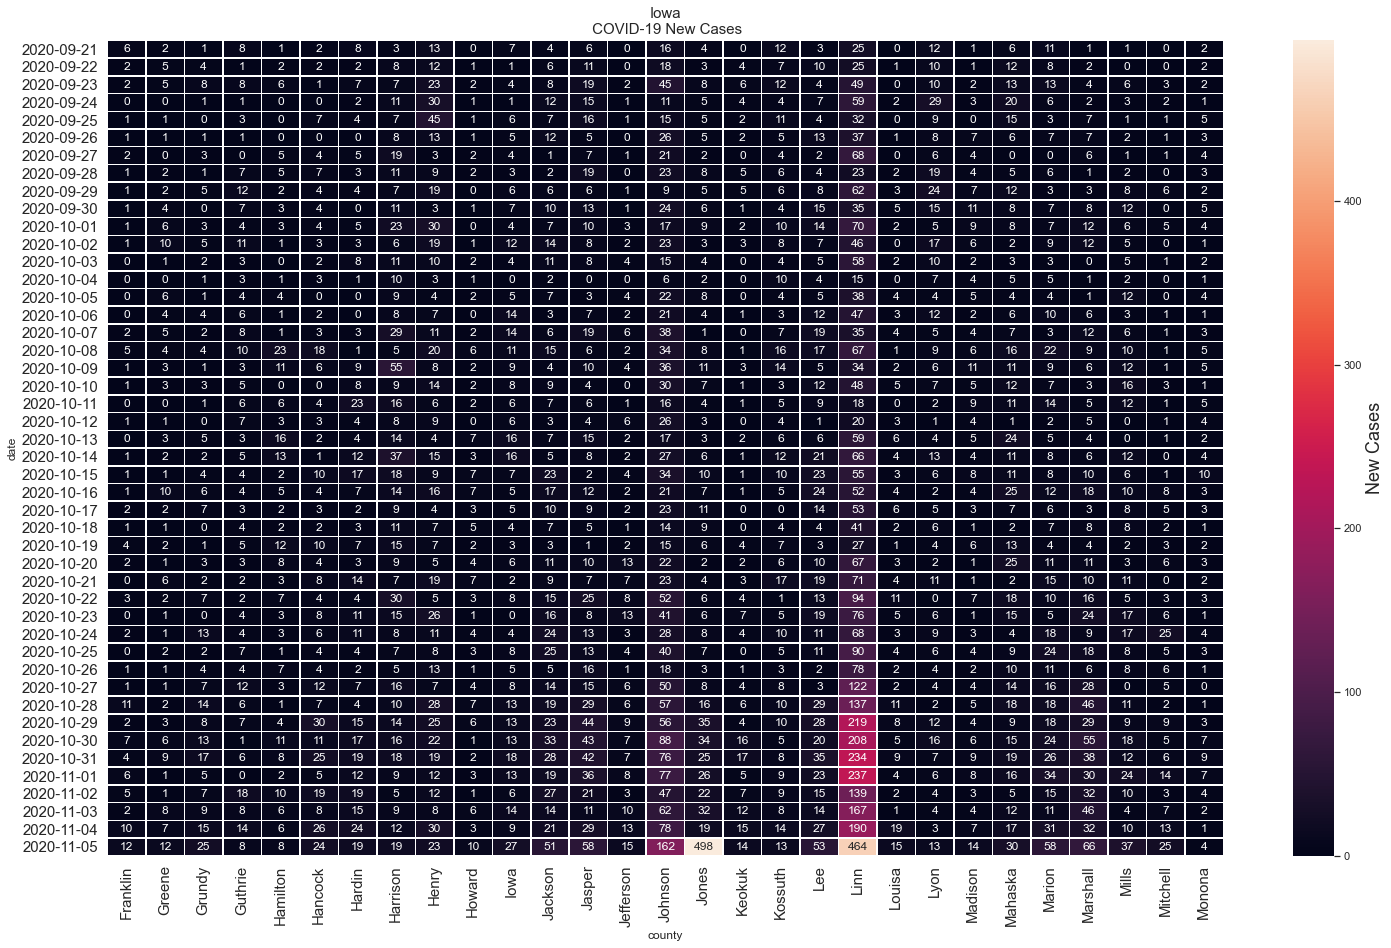 Iowa
COVID-19 New Cases
2020-09-21 6 2 1 8 1 2 8 3 13 0 7 4 6 0 16 4 0 12 3 25 0 12 1 6 11 1 1 0 2
2020-09-22 2 5 4 1 2 2 2 8 12 1 1 6 11 0 18 3 4 7 10 25 1 10 1 12 8 2 0 0 2
2020-09-23 2 5 8 8 6 1 7 7 23 2 4 8 19 2 45 8 6 12 4 49 0 10 2 13 13 4 6 3 2
2020-09-24 0 0 1 1 0 0 2 11 30 1 1 12 15 1 11 5 4 4 7 59 2 29 3 20 6 2 3 2 1
2020-09-25 1 1 0 3 0 7 4 7 45 1 6 7 16 1 15 5 2 11 4 32 0 9 0 15 3 7 1 1 5
2020-09-26 1 1 1 1 0 0 0 8 13 1 5 12 5 0 26 5 2 5 13 37 1 8 7 6 7 7 2 1 3
2020-09-27 2 0 3 0 5 4 5 19 3 2 4 1 7 1 21 2 0 4 2 68 0 6 4 0 0 6 1 1 4
2020-09-28 1 2 1 7 5 7 3 11 9 2 3 2 19 0 23 8 5 6 4 23 2 19 4 5 6 1 2 0 3
2020-09-29 1 2 5 12 2 4 4 7 19 0 6 6 6 1 9 5 5 6 8 62 3 24 7 12 3 3 8 6 2
2020-09-30 1 4 0 7 3 4 0 11 3 1 7 10 13 1 24 6 1 4 15 35 5 15 11 8 7 8 12 0 5
2020-10-01 1 6 3 4 3 4 5 23 30 0 4 7 10 3 17 9 2 10 14 70 2 5 9 8 7 12 6 5 4
2020-10-02 1 10 5 11 1 3 3 6 19 1 12 14 8 2 23 3 3 8 7 46 0 17 6 2 9 12 5 0 1
2020-10-03 0 1 2 3 0 2 8 11 10 2 4 11 8 4 15 4 0 4 5 58 2 10 2 3 3 0 5 1 2
2020-10-04 0 0 1 3 1 3 1 10 3 1 0 2 0 0 6 2 0 10 4 15 0 7 4 5 5 1 2 0 1
2020-10-05 0 6 1 4 4 0 0 9 4 2 5 7 3 4 22 8 0 4 5 38 4 4 5 4 4 1 12 0 4
2020-10-06 0 4 4 6 1 2 0 8 7 0 14 3 7 2 21 4 1 3 12 47 3 12 2 6 10 6 3 1 1
2020-10-07 2 5 2 8 1 3 3 29 11 2 14 6 19 6 38 1 0 7 19 35 4 5 4 7 3 12 6 1 3
2020-10-08 5 4 4 10 23 18 1 5 20 6 11 15 6 2 34 8 1 16 17 67 1 9 6 16 22 9 10 1 5
2020-10-09 1 3 1 3 11 6 9 55 8 2 9 4 10 4 36 11 3 14 5 34 2 6 11 11 9 6 12 1 5
2020-10-10 1 3 3 5 0 0 8 9 14 2 8 9 4 0 30 7 1 3 12 48 5 7 5 12 7 3 16 3 1
2020-10-11 0 0 1 6 6 4 23 16 6 2 6 7 6 1 16 4 1 5 9 18 0 2 9 11 14 5 12 1 5
2020-10-12 1 1 0 7 3 3 4 8 9 0 6 3 4 6 26 3 0 4 1 20 3 1 4 1 2 5 0 1 4
2020-10-13 0 3 5 3 16 2 4 14 4 7 16 7 15 2 17 3 2 6 6 59 6 4 5 24 5 4 0 1 2
2020-10-14 1 2 2 5 13 1 12 37 15 3 16 5 8 2 27 6 1 12 21 66 4 13 4 11 8 6 12 0 4
2020-10-15 1 1 4 4 2 10 17 18 9 7 7 23 2 4 34 10 1 10 23 55 3 6 8 11 8 10 6 1 10
2020-10-16 1 10 6 4 5 4 7 14 16 7 5 17 12 2 21 7 1 5 24 52 4 2 4 25 12 18 10 8 3
2020-10-17 2 2 7 3 2 3 2 9 4 3 5 10 9 2 23 11 0 0 14 53 6 5 3 7 6 3 8 5 3
2020-10-18 1 1 0 4 2 2 3 11 7 5 4 7 5 1 14 9 0 4 4 41 2 6 1 2 7 8 8 2 1
2020-10-19 4 2 1 5 12 10 7 15 7 2 3 3 1 2 15 6 4 7 3 27 1 4 6 13 4 4 2 3 2
2020-10-20 2 1 3 3 8 4 3 9 5 4 6 11 10 13 22 2 2 6 10 67 3 2 1 25 11 11 3 6 3
2020-10-21 0 6 2 2 3 8 14 7 19 7 2 9 7 7 23 4 3 17 19 71 4 11 1 2 15 10 11 0 2
2020-10-22 3 2 7 2 7 4 4 30 5 3 8 15 25 8 52 6 4 1 13 94 11 0 7 18 10 16 5 3 3
2020-10-23 0 1 0 4 3 8 11 15 26 1 0 16 8 13 41 6 7 5 19 76 5 6 1 15 5 24 17 6 1
2020-10-24 2 1 13 4 3 6 11 8 11 4 4 24 13 3 28 8 4 10 11 68 3 9 3 4 18 9 17 25 4
2020-10-25 0 2 2 7 1 4 4 7 8 3 8 25 13 4 40 7 0 5 11 90 4 6 4 9 24 18 8 5 3
2020-10-26 1 1 4 4 7 4 2 5 13 1 5 5 16 1 18 3 1 3 2 78 2 4 2 10 11 6 8 6 1
2020-10-27 1 1 7 12 3 12 7 16 7 4 8 14 15 6 50 8 4 8 3 122 2 4 4 14 16 28 0 5 0
2020-10-28 11 2 14 6 1 7 4 10 28 7 13 19 29 6 57 16 6 10 29 137 11 2 5 18 18 46 11 2 1
2020-10-29 2 3 8 7 4 30 15 14 25 6 13 23 44 9 56 35 4 10 28 219 8 12 4 9 18 29 9 9 3
2020-10-30 7 6 13 1 11 11 17 16 22 1 13 33 43 7 88 34 16 5 20 208 5 16 6 15 24 55 18 5 7
2020-10-31 4 9 17 6 8 25 19 18 19 2 18 28 42 7 76 25 17 8 35 234 9 7 9 19 26 38 12 6 9
2020-11-01 6 1 5 0 2 5 12 9 12 3 13 19 36 8 77 26 5 9 23 237 4 6 8 16 34 30 24 14 7
2020-11-02 5 1 7 18 10 19 19 5 12 1 6 27 21 3 47 22 7 9 15 139 2 4 3 5 15 32 10 3 4
2020-11-03 2 8 9 8 6 8 15 9 8 6 14 14 11 10 62 32 12 8 14 167 1 4 4 12 11 46 4 7 2
2020-11-04 10 7 15 14 6 26 24 12 30 3 9 21 29 13 78 19 15 14 27 190 19 3 7 17 31 32 10 13 1
2020-11-05 12 12 25 8 8 24 19 19 23 10 27 51 58 15 162 498 14 13 53 464 15 13 14 30 58 66 37 25 4
Franklin Greene Grundy Guthrie Hamilton Hancock Hardin Harrison Henry Howard Iowa Jackson Jasper Jefferson Johnson Jones Keokuk Kossuth Lee Linn Louisa Lyon Madison Mahaska Marion Marshall Mills Mitchell Monona
county
date
400
300
200
100
0
New Cases